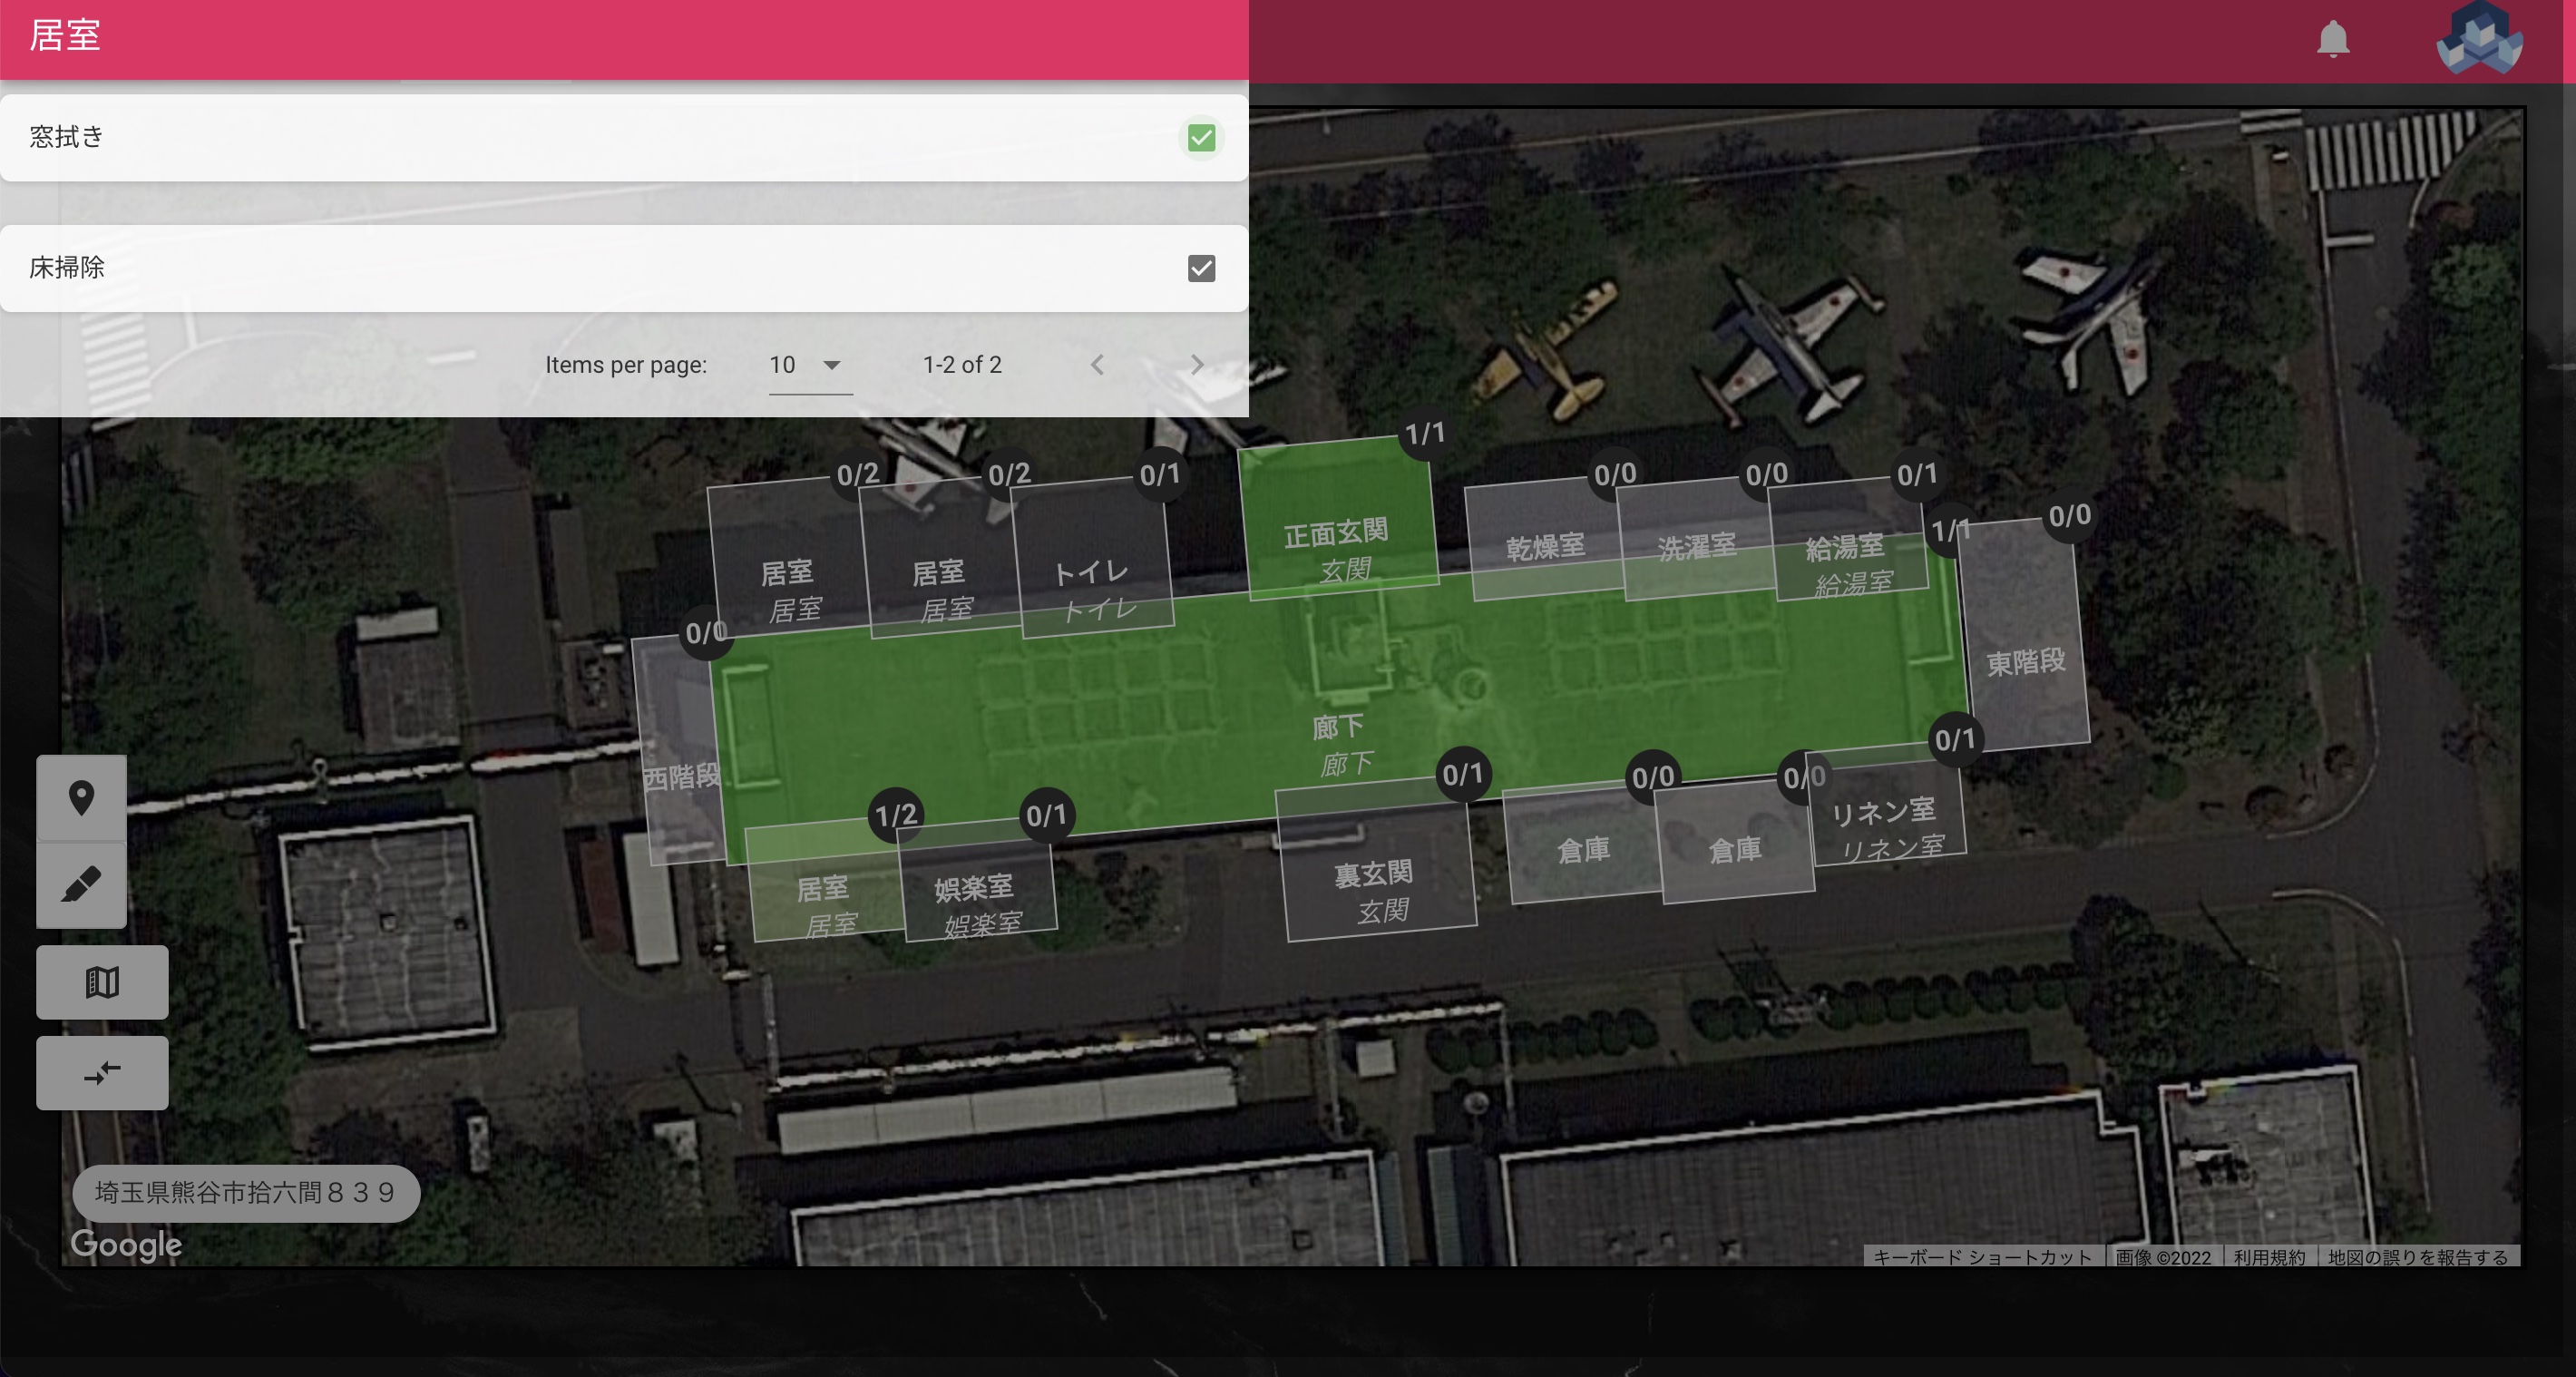 居室
窓拭き
床掃除
Items per page: 10 1-2 of 2
1/1
0/2 0/2 0/1 0/0 0/0 0/1
1/1 0/0
正面玄関
玄関
乾燥室 洗濯室 給湯室
給湯室
居室 居室 トイレ
居室 居室 トイレ
0/0
東階段
廊下
廊下
0/1
西階段
0/1 0/0 0/0
1/2 0/1
リネン室
リネン室
倉庫 倉庫
裏玄関
玄関
居室 娯楽室
居室 娯楽室
埼玉県熊谷市拾六間８３９
Google
キーボード ショートカット 画像 ©2022 利用規約 地図の誤りを報告する